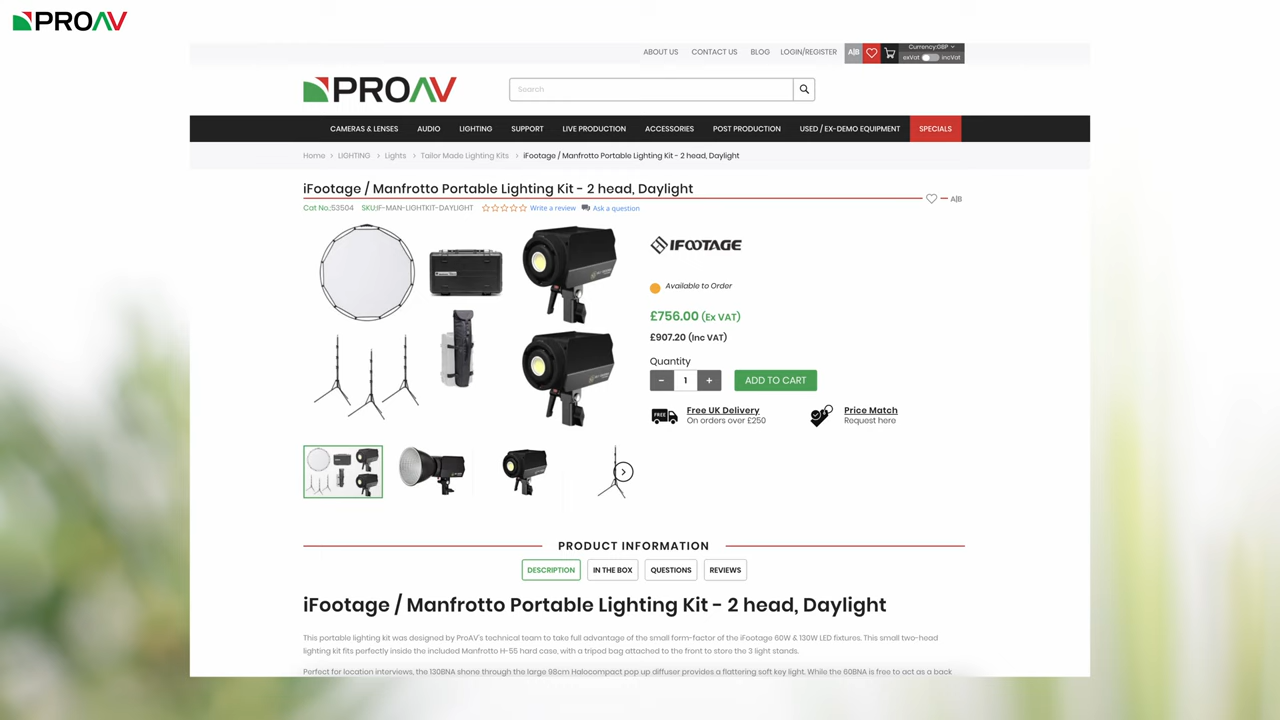 PROAV
ABOUT US CONTACT US BLOG LOGIN/REGISTER A|B Currency:GBP
exVat incVat
PROAV
Search
CAMERAS & LENSES AUDIO LIGHTING SUPPORT LIVE PRODUCTION ACCESSORIES POST PRODUCTION USED / EX-DEMO EQUIPMENT SPECIALS
Home > LIGHTING > Lights > Tailor Made Lighting Kits > iFootage / Manfrotto Portable Lighting Kit - 2 head, Daylight
iFootage / Manfrotto Portable Lighting Kit - 2 head, Daylight
A|B
Cat No.:53504 SKU:IF-MAN-LIGHTKIT-DAYLIGHT Write a review Ask a question
IFOOTAGE
Available to Order
£756.00 (Ex VAT)
£907.20 (Inc VAT)
Quantity
- 1 + ADD TO CART
FREE Free UK Delivery Price Match
On orders over £250 Request here
PRODUCT INFORMATION
DESCRIPTION IN THE BOX QUESTIONS REVIEWS
iFootage / Manfrotto Portable Lighting Kit - 2 head, Daylight
This portable lighting kit was designed by ProAV's technical team to take full advantage of the small form-factor of the iFootage 60W & 130W LED fixtures. This small two-head
lighting kit fits perfectly inside the included Manfrotto H-55 hard case, with a tripod bag attached to the front to store the 3 light stands.
Perfect for location interviews, the 130BNA shone through the large 98cm Halocompact pop up diffuser provides a flattering soft key light. While the 60BNA is free to act as a back